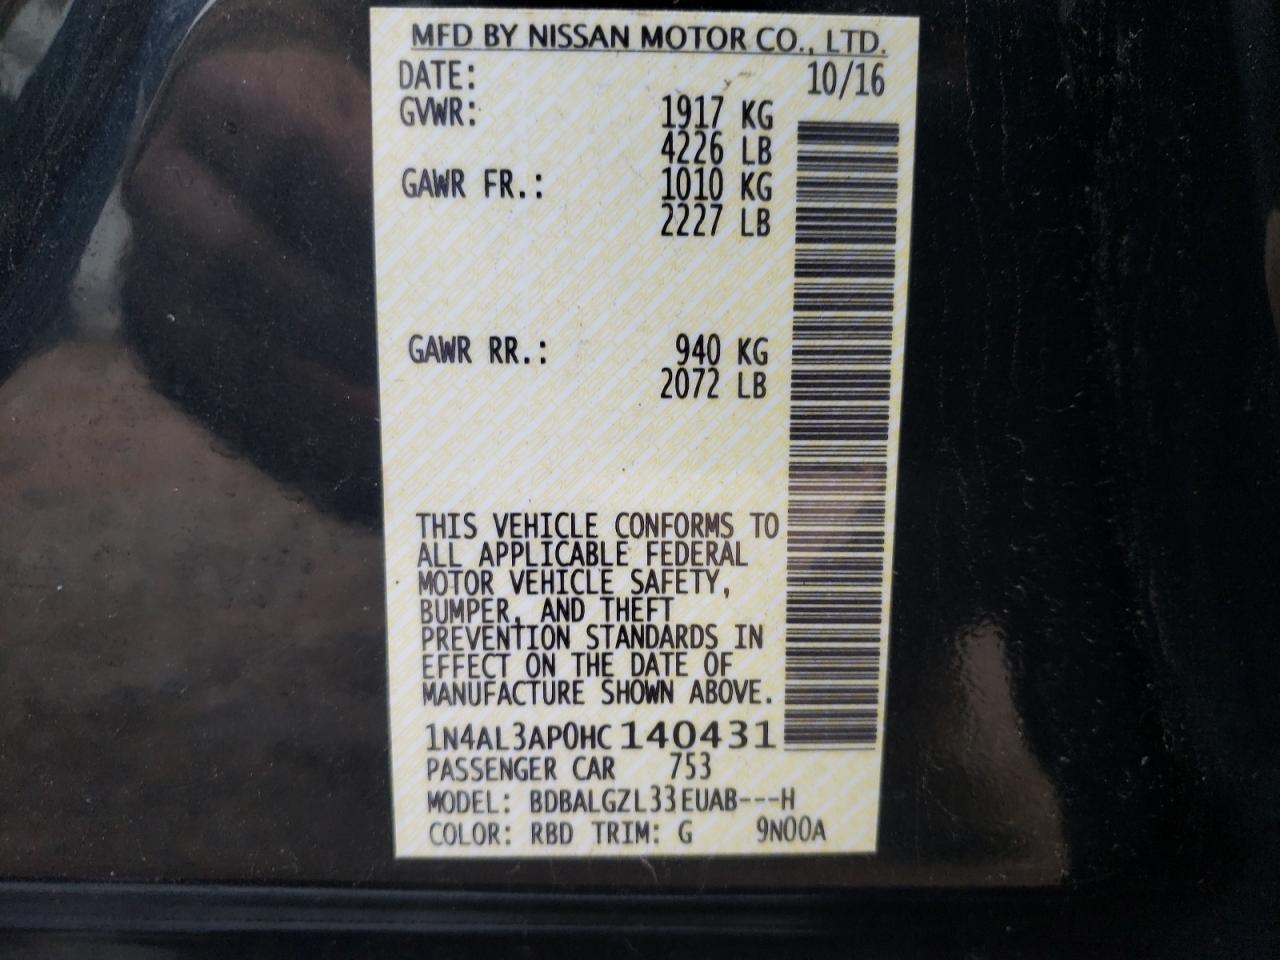 MFD BY NISSAN MOTOR CO., LTD.
DATE: 10/16
GVWR: 1917 KG
4226 LB
GAWR FR.: 1010 KG
2227 LB
GAWR RR.: 940 KG
2072 LB
THIS VEHICLE CONFORMS TO
ALL APPLICABLE FEDERAL
MOTOR VEHICLE SAFETY,
BUMPER, AND THEFT
PREVENTION STANDARDS IN
EFFECT ON THE DATE OF
MANUFACTURE SHOWN ABOVE.
1N4AL3AP0HC140431
PASSENGER CAR 753
MODEL: BDBALGZL33EUAB---H
COLOR: RBD TRIM: G 9N00A